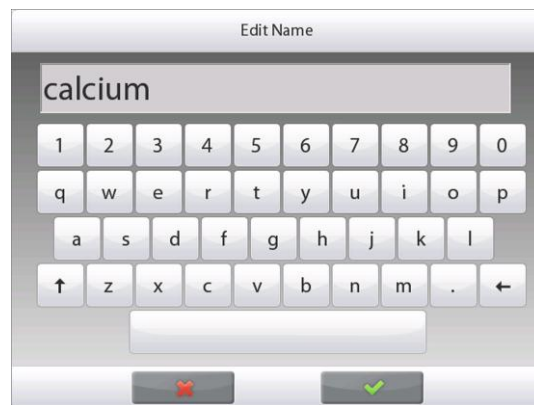 Edit Name
calcium
1 2 3 4 5 6 7 8 9 0
q w e r t y u i o p
a s d f g h j k l
↑ z x c v b n m . ←